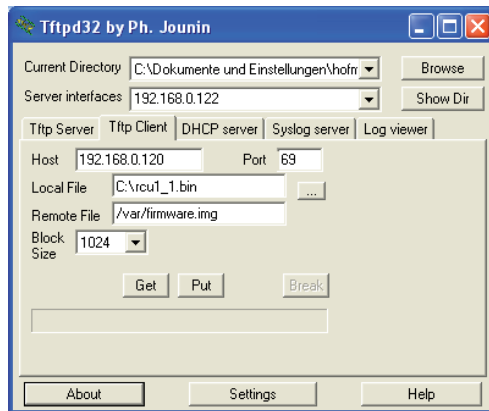 Tftpd32 by Ph. Jounin
Current Directory C:\Dokumente und Einstellungen\hofm Browse
Server interfaces 192.168.0.122 Show Dir
Tftp Server Tftp Client DHCP server Syslog server Log viewer
Host 192.168.0.120 Port 69
Local File C:\rcu1_1.bin ...
Remote File /var/firmware.img
Block Size 1024
Get Put Break
About Settings Help